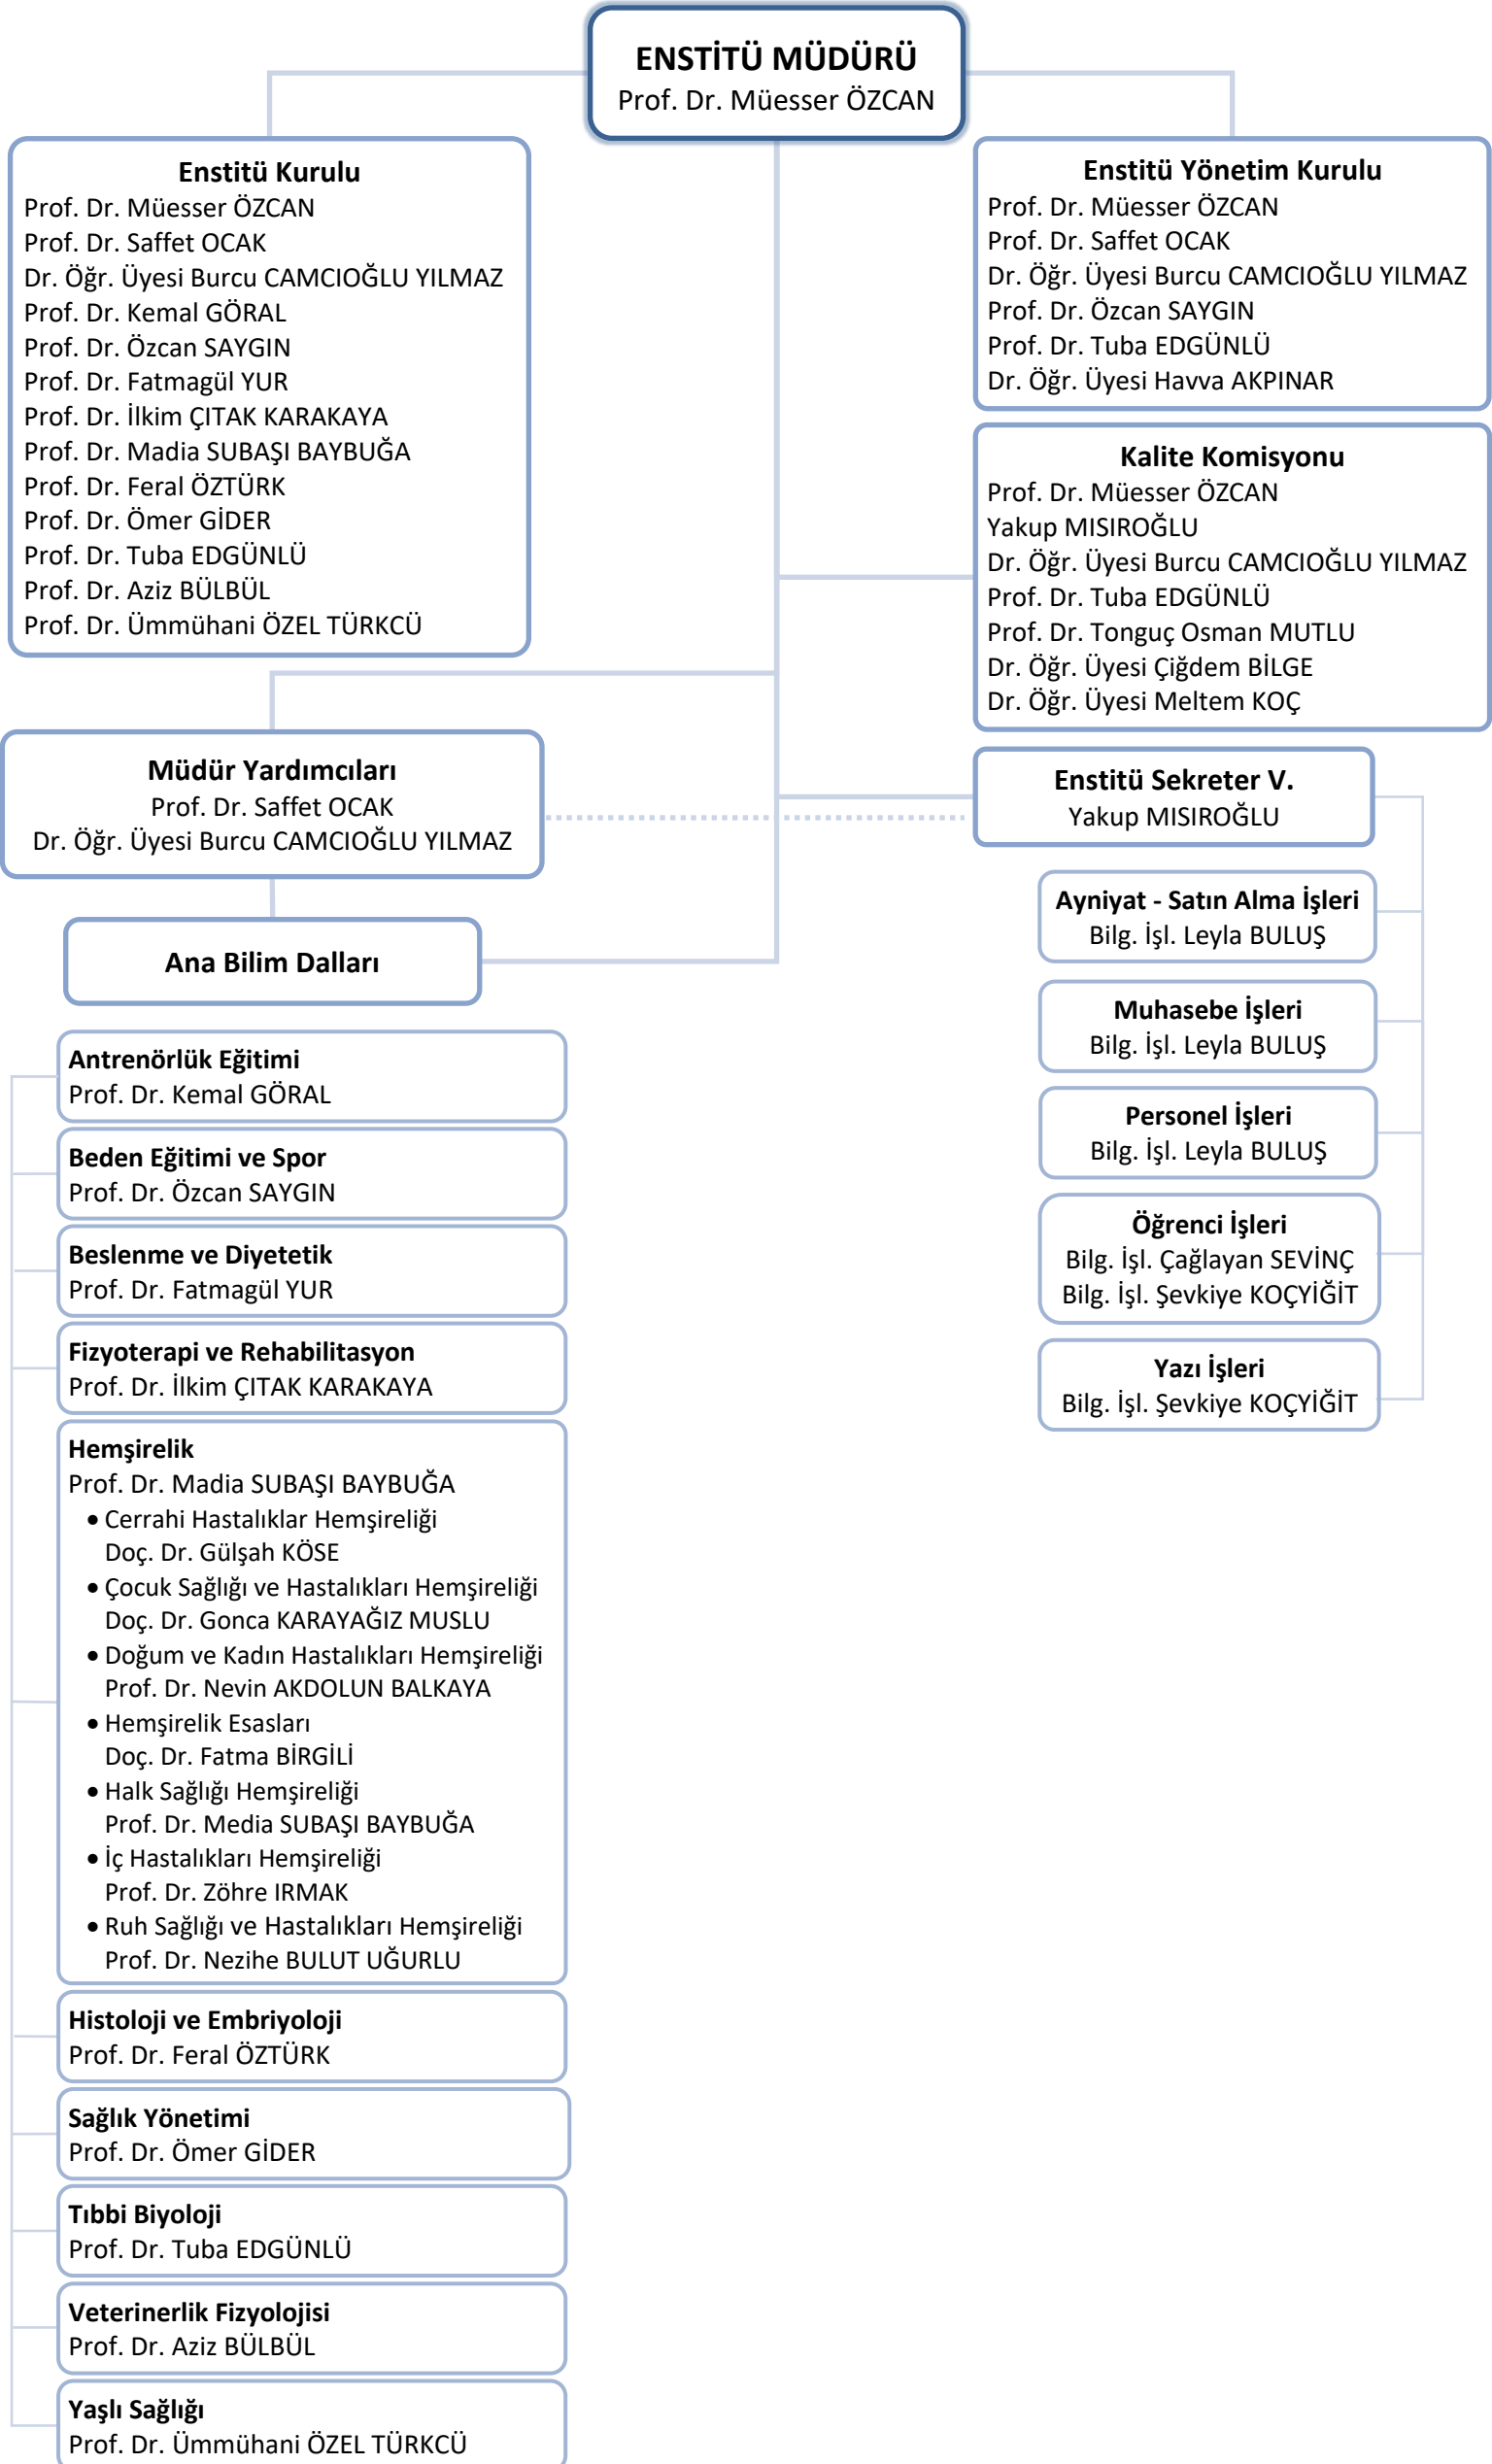 ENSTİTÜ MÜDÜRÜ
Prof. Dr. Müesser ÖZCAN
Enstitü Kurulu
Prof. Dr. Müesser ÖZCAN
Prof. Dr. Saffet OCAK
Dr. Öğr. Üyesi Burcu CAMCIOĞLU YILMAZ
Prof. Dr. Kemal GÖRAL
Prof. Dr. Özcan SAYGIN
Prof. Dr. Fatmagül YUR
Prof. Dr. İlkim ÇITAK KARAKAYA
Prof. Dr. Madia SUBAŞI BAYBUĞA
Prof. Dr. Feral ÖZTÜRK
Prof. Dr. Ömer GİDER
Prof. Dr. Tuba EDGÜNLÜ
Prof. Dr. Aziz BÜLBÜL
Prof. Dr. Ümmühani ÖZEL TÜRKCÜ
Enstitü Yönetim Kurulu
Prof. Dr. Müesser ÖZCAN
Prof. Dr. Saffet OCAK
Dr. Öğr. Üyesi Burcu CAMCIOĞLU YILMAZ
Prof. Dr. Özcan SAYGIN
Prof. Dr. Tuba EDGÜNLÜ
Dr. Öğr. Üyesi Havva AKPINAR
Kalite Komisyonu
Prof. Dr. Müesser ÖZCAN
Yakup MISIROĞLU
Dr. Öğr. Üyesi Burcu CAMCIOĞLU YILMAZ
Prof. Dr. Tuba EDGÜNLÜ
Prof. Dr. Tonguç Osman MUTLU
Dr. Öğr. Üyesi Çiğdem BİLGE
Dr. Öğr. Üyesi Meltem KOÇ
Müdür Yardımcıları
Prof. Dr. Saffet OCAK
Dr. Öğr. Üyesi Burcu CAMCIOĞLU YILMAZ
Enstitü Sekreter V.
Yakup MISIROĞLU
Ayniyat - Satın Alma İşleri
Bilg. İşl. Leyla BULUŞ
Muhasebe İşleri
Bilg. İşl. Leyla BULUŞ
Personel İşleri
Bilg. İşl. Leyla BULUŞ
Öğrenci İşleri
Bilg. İşl. Çağlayan SEVİNÇ
Bilg. İşl. Şevkiye KOÇYİĞİT
Yazı İşleri
Bilg. İşl. Şevkiye KOÇYİĞİT
Ana Bilim Dalları
Antrenörlük Eğitimi
Prof. Dr. Kemal GÖRAL
Beden Eğitimi ve Spor
Prof. Dr. Özcan SAYGIN
Beslenme ve Diyetetik
Prof. Dr. Fatmagül YUR
Fizyoterapi ve Rehabilitasyon
Prof. Dr. İlkim ÇITAK KARAKAYA
Hemşirelik
Prof. Dr. Madia SUBAŞI BAYBUĞA
• Cerrahi Hastalıklar Hemşireliği
Doç. Dr. Gülşah KÖSE
• Çocuk Sağlığı ve Hastalıkları Hemşireliği
Doç. Dr. Gonca KARAYAĞIZ MUSLU
• Doğum ve Kadın Hastalıkları Hemşireliği
Prof. Dr. Nevin AKDOLUN BALKAYA
• Hemşirelik Esasları
Doç. Dr. Fatma BİRGİLİ
• Halk Sağlığı Hemşireliği
Prof. Dr. Media SUBAŞI BAYBUĞA
• İç Hastalıkları Hemşireliği
Prof. Dr. Zöhre IRMAK
• Ruh Sağlığı ve Hastalıkları Hemşireliği
Prof. Dr. Nezihe BULUT UĞURLU
Histoloji ve Embriyoloji
Prof. Dr. Feral ÖZTÜRK
Sağlık Yönetimi
Prof. Dr. Ömer GİDER
Tıbbi Biyoloji
Prof. Dr. Tuba EDGÜNLÜ
Veterinerlik Fizyolojisi
Prof. Dr. Aziz BÜLBÜL
Yaşlı Sağlığı
Prof. Dr. Ümmühani ÖZEL TÜRKCÜ